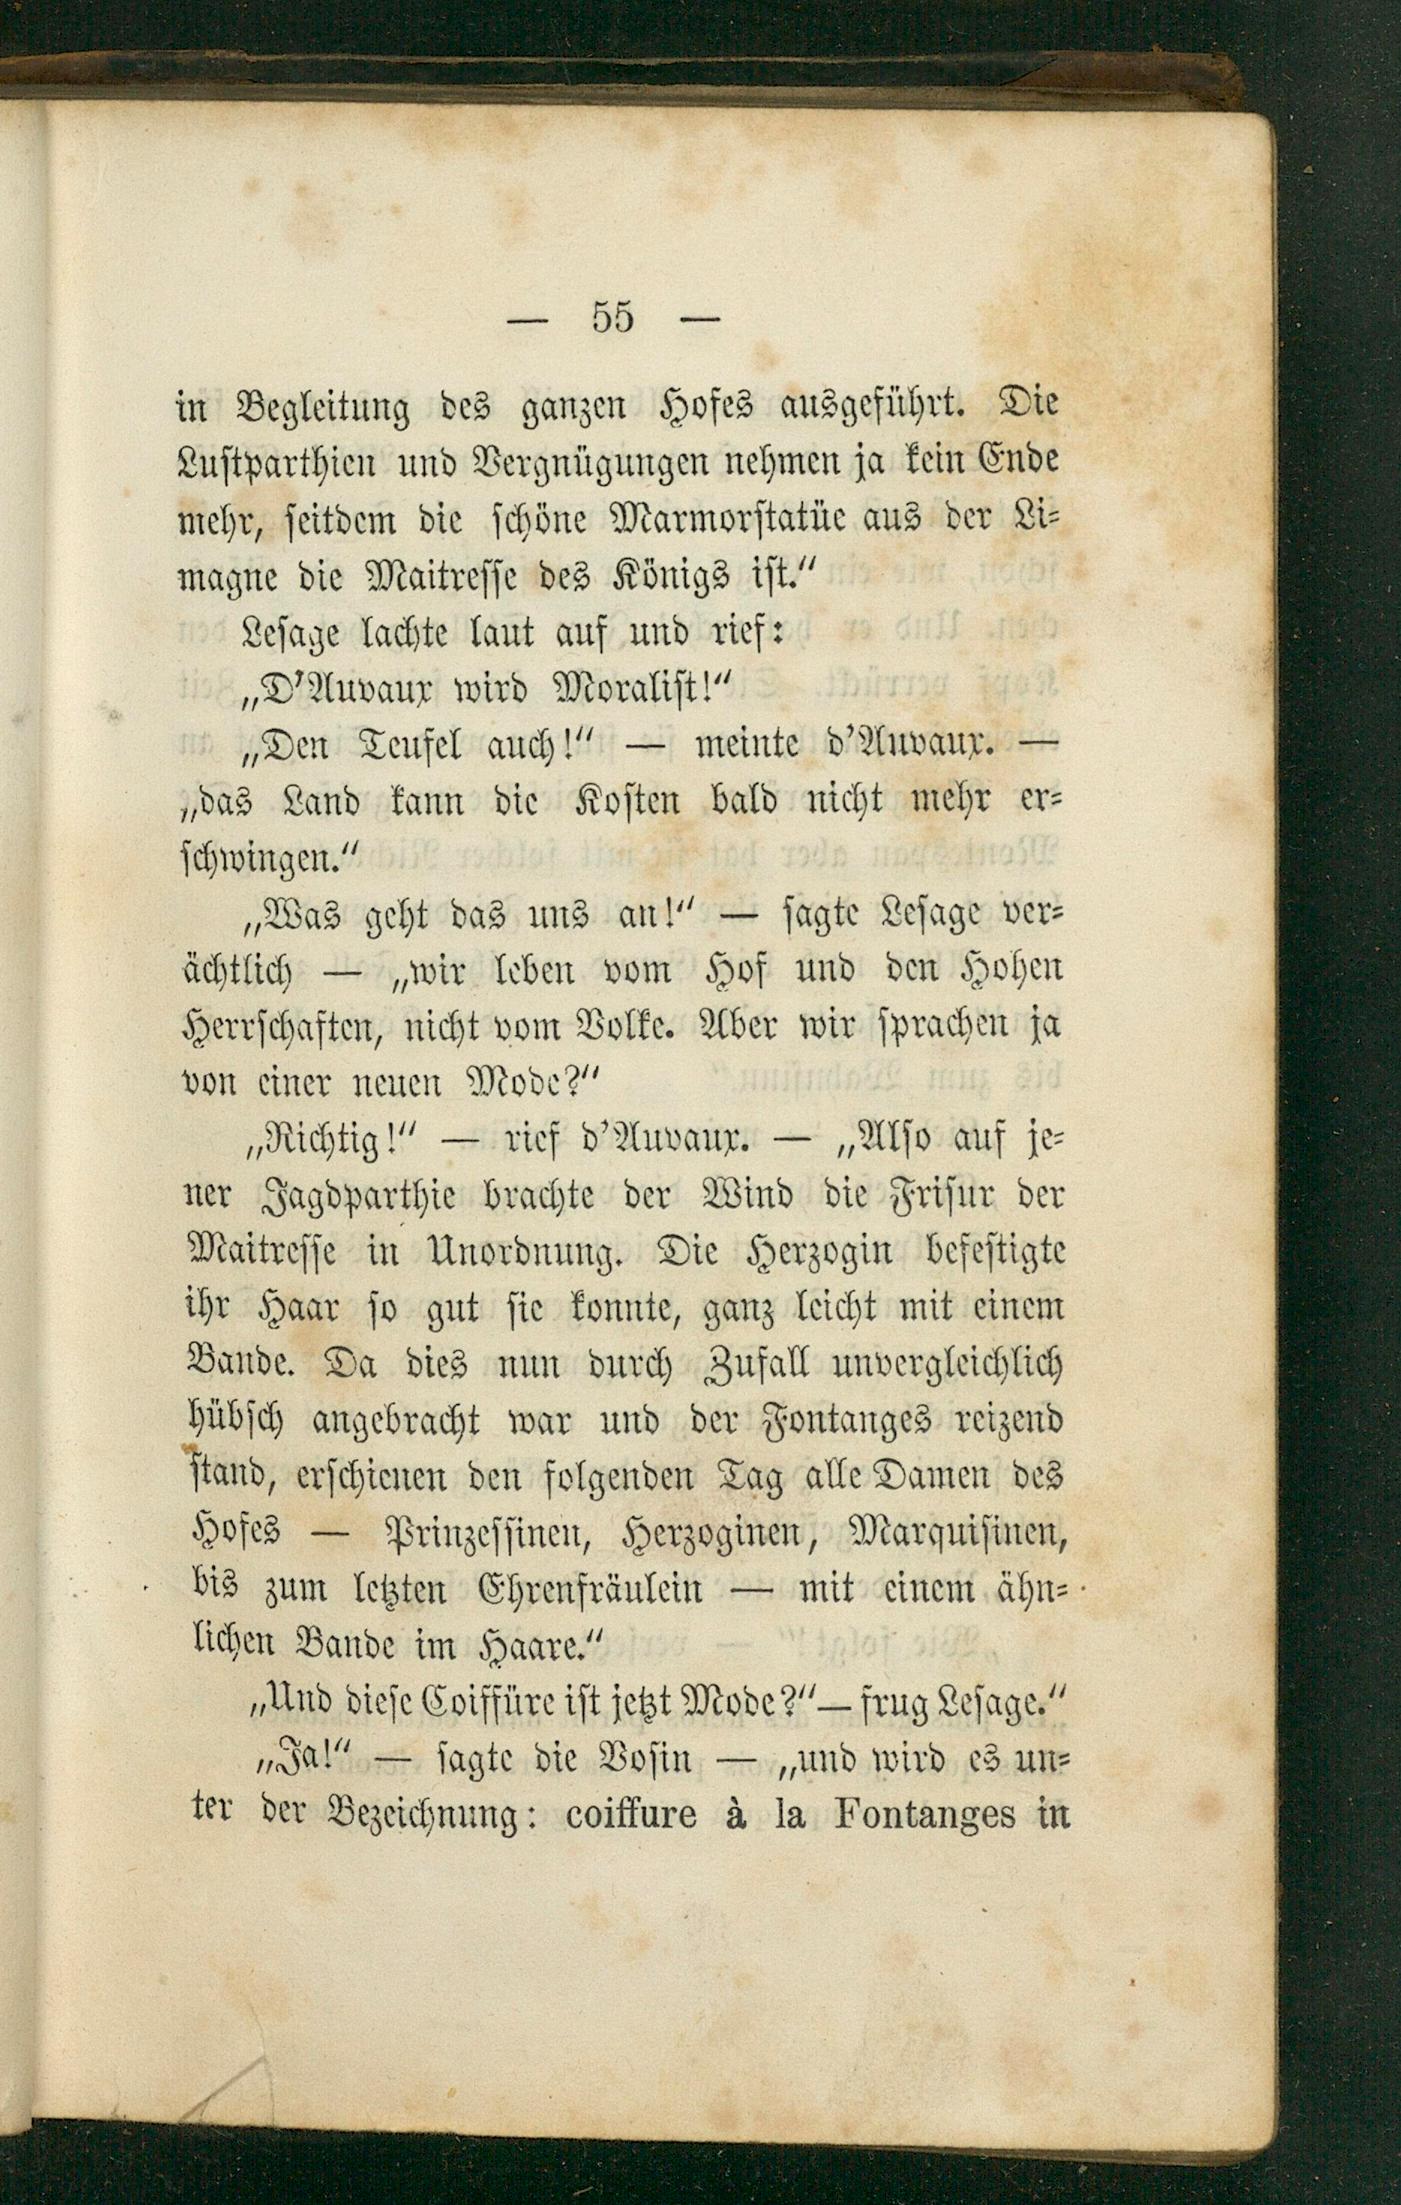 — 55 —
in Begleitung des ganzen Hofes ausgeführt. Die
Lustparthien und Vergnügungen nehmen ja kein Ende
mehr, seitdem die schöne Marmorstatüe aus der Li=
magne die Maitresse des Königs ist.“
Lesage lachte laut auf und rief:
„D’Auvaux wird Moralist!“
„Den Teufel auch!“ — meinte d’Auvaux. —
„das Land kann die Kosten bald nicht mehr er=
schwingen.“
„Was geht das uns an!“ — sagte Lesage ver=
ächtlich — „wir leben vom Hof und den Hohen
Herrschaften, nicht vom Volke. Aber wir sprachen ja
von einer neuen Mode?“
„Richtig!“ — rief d’Auvaux. — „Also auf je=
ner Jagdparthie brachte der Wind die Frisur der
Maitresse in Unordnung. Die Herzogin befestigte
ihr Haar so gut sie konnte, ganz leicht mit einem
Bande. Da dies nun durch Zufall unvergleichlich
hübsch angebracht war und der Fontanges reizend
stand, erschienen den folgenden Tag alle Damen des
Hofes — Prinzessinen, Herzoginen, Marquisinen,
bis zum letzten Ehrenfräulein — mit einem ähn=
lichen Bande im Haare.“
„Und diese Coiffüre ist jetzt Mode?“ — frug Lesage.“
„Ja!“ — sagte die Vosin — „und wird es un=
ter der Bezeichnung: coiffure à la Fontanges in